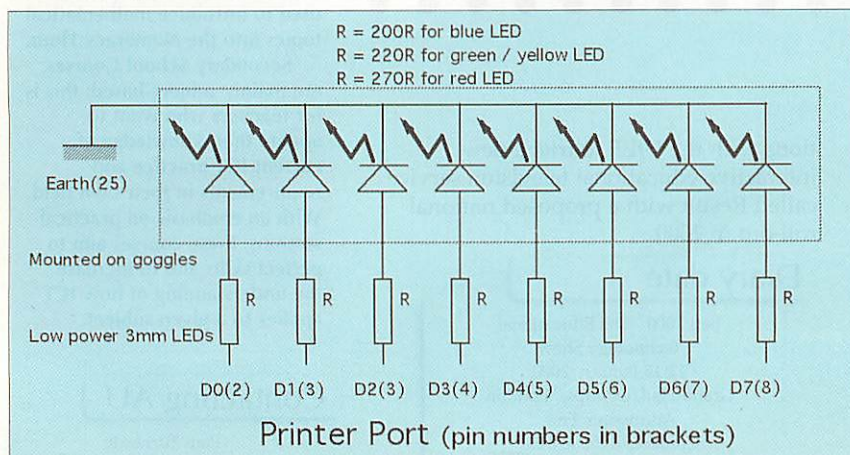 R = 200R for blue LED
R = 220R for green / yellow LED
R = 270R for red LED
Earth(25)
Mounted on goggles
R R R R R R R R
Low power 3mm LEDs
D0(2) D1(3) D2(3) D3(4) D4(5) D5(6) D6(7) D7(8)
Printer Port (pin numbers in brackets)